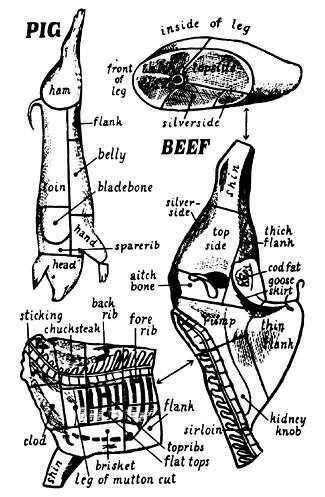 PIG
ham
flank
belly
loin
bladebone
hand
sparerib
head
inside of leg
front
of
leg
topside
silverside
BEEF
shin
silver-
side
top
side
thick
flank
aitch
bone
cod fat
goose
skirt
rump
thin
flank
kidney
knob
sirloin
sticking
chucksteak
back
rib
fore
rib
flank
clod
topribs
flat tops
brisket
leg of mutton cut
shin